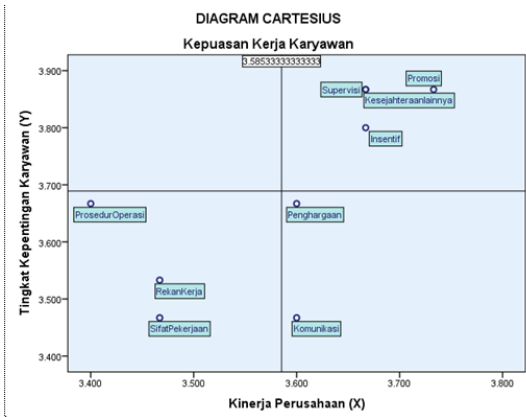 DIAGRAM CARTESIUS
Kepuasan Kerja Karyawan
3.58533333333333
Tingkat Kepentingan Karyawan (Y)
3.900
3.800
3.700
3.600
3.500
3.400
Promosi
Supervisi
Kesejahteraanlainnya
Insentif
ProsedurOperasi
Penghargaan
RekanKerja
SifatPekerjaan
Komunikasi
3.400 3.500 3.600 3.700 3.800
Kinerja Perusahaan (X)